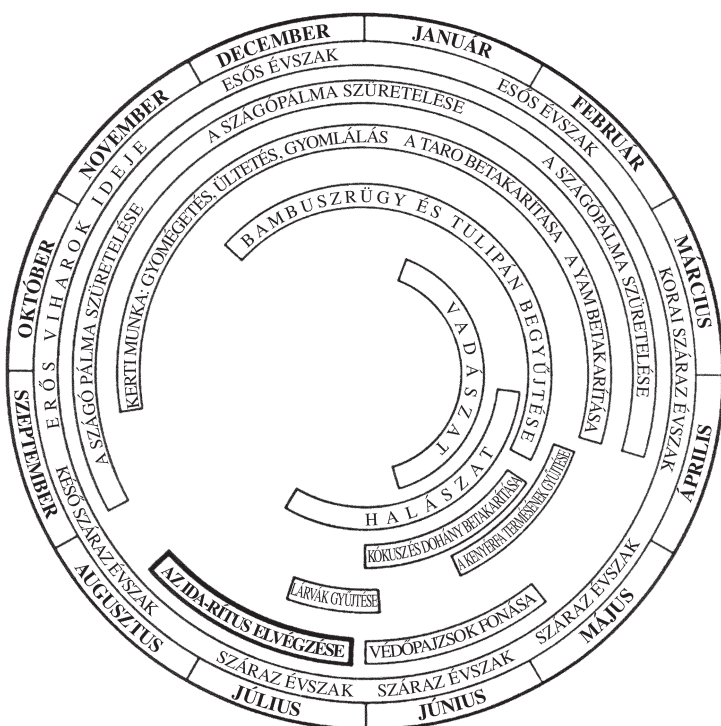 JANUÁR
FEBRUÁR
MÁRCIUS
ÁPRILIS
MÁJUS
JÚNIUS
JÚLIUS
AUGUSZTUS
SZEPTEMBER
OKTÓBER
NOVEMBER
DECEMBER
ESŐS ÉVSZAK
ESŐS ÉVSZAK
KORAI SZÁRAZ ÉVSZAK
SZÁRAZ ÉVSZAK
SZÁRAZ ÉVSZAK
SZÁRAZ ÉVSZAK
KÉSŐ SZÁRAZ ÉVSZAK
ERŐS VIHAROK IDEJE
A SZÁGÓ PÁLMA SZÜRETELÉSE
A SZÁGÓPÁLMA SZÜRETELÉSE
A SZÁGÓPÁLMA SZÜRETELÉSE
KERTI MUNKA: GYOMÉGETÉS, ÜLTETÉS, GYOMLÁLÁS
A TARO BETAKARÍTÁSA
A YAM BETAKARÍTÁSA
BAMBUSZRÜGY ÉS TULIPÁN BEGYŰJTÉSE
VADÁSZAT
HALÁSZAT
KÓKUSZ ÉS DOHÁNY BETAKARÍTÁSA
A KENYÉRFA TERMÉSÉNEK GYŰJTÉSE
LÁRVÁK GYŰJTÉSE
AZ IDA-RÍTUS ELVÉGZÉSE
VÉDŐPAJZSOK FONÁSA